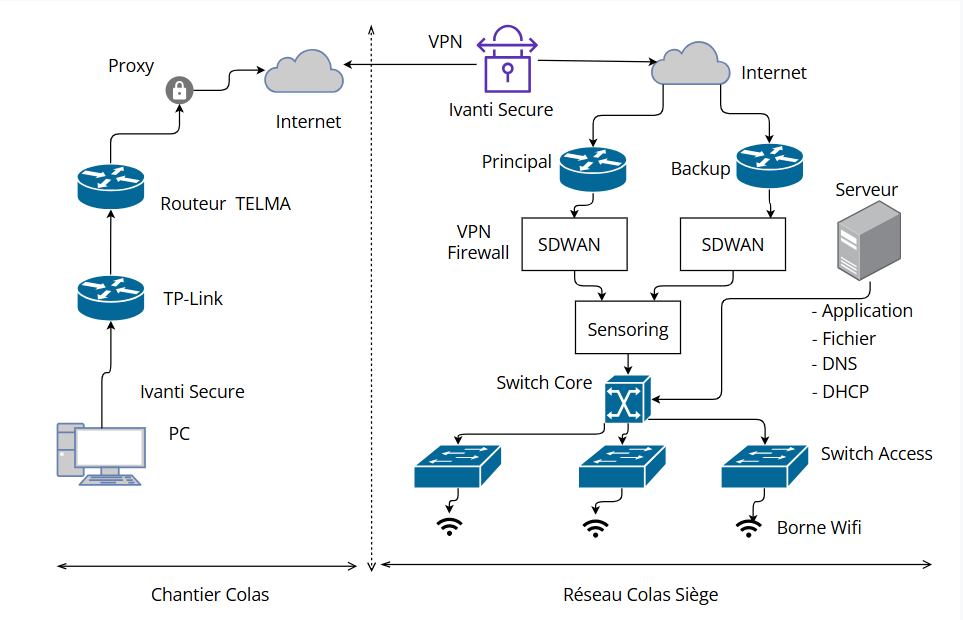 VPN
Proxy
Internet
Ivanti Secure
Internet
Principal
Backup
Serveur
Routeur  TELMA
VPN
Firewall
SDWAN
SDWAN
TP-Link
- Application
Sensoring
- Fichier
- DNS
Switch Core
- DHCP
Ivanti Secure
PC
Switch Access
Borne Wifi
Chantier Colas
Réseau Colas Siège